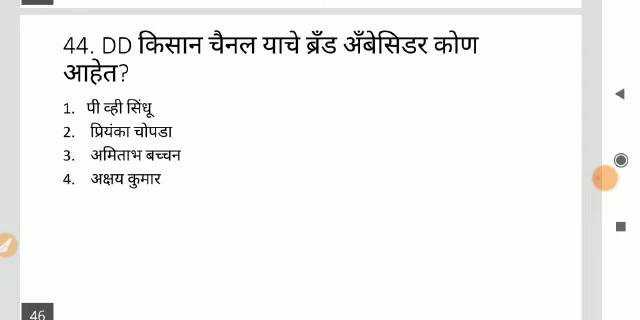 44. DD किसान चैनल याचे ब्रँड अँबेसिडर कोण
आहेत?
1. पी व्ही सिंधू
2. प्रियंका चोपडा
3. अमिताभ बच्चन
4. अक्षय कुमार
46